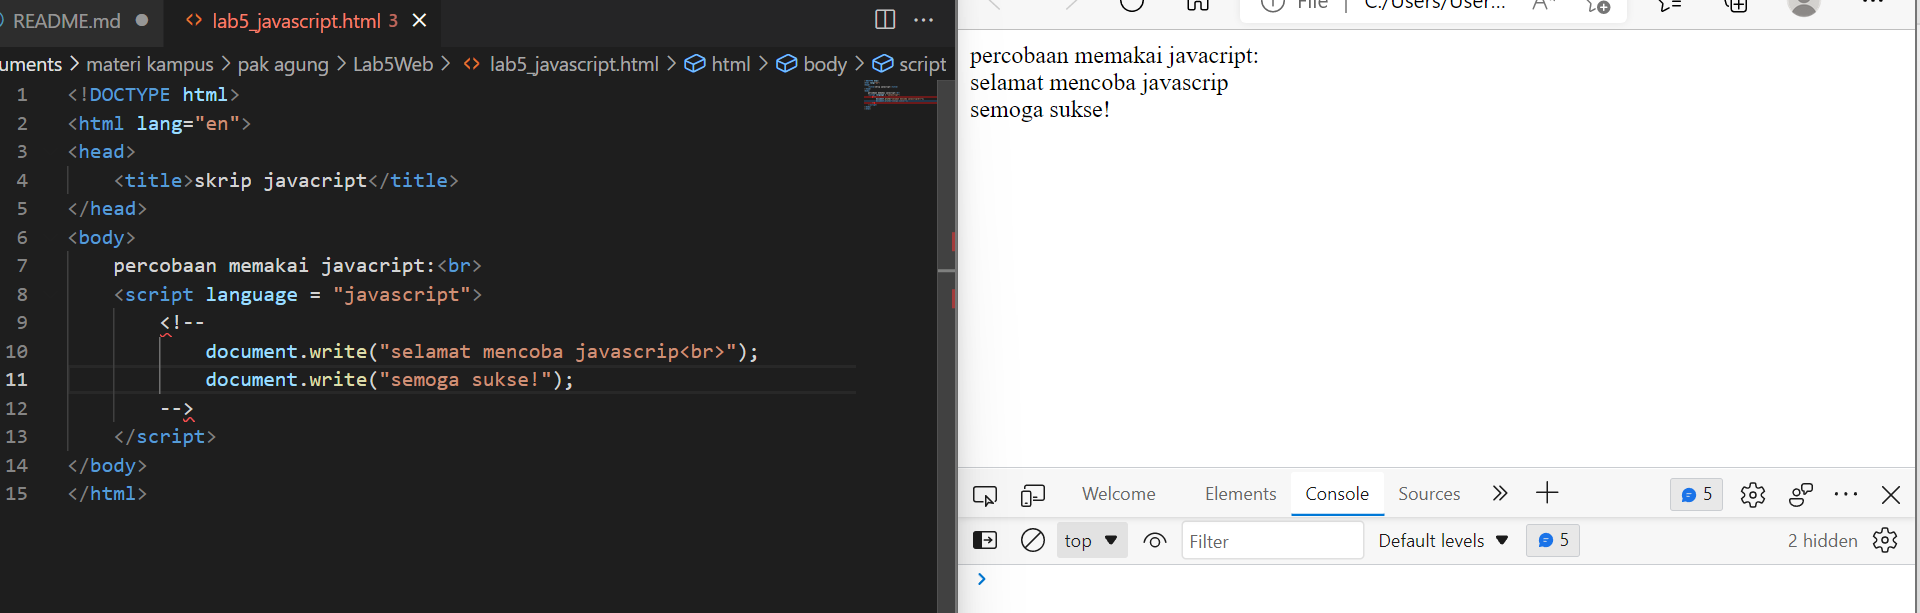 README.md
lab5_javascript.html 3
uments > materi kampus > pak agung > Lab5Web > lab5_javascript.html > html > body > script
1 <!DOCTYPE html>
2 <html lang="en">
3 <head>
4 <title>skrip javacript</title>
5 </head>
6 <body>
7 percobaan memakai javacript:<br>
8 <script language = "javascript">
9 <!--
10 document.write("selamat mencoba javascrip<br>");
11 document.write("semoga sukse!");
12 -->
13 </script>
14 </body>
15 </html>
File | C:/Users/User...
percobaan memakai javacript:
selamat mencoba javascrip
semoga sukse!
Welcome Elements Console Sources 5
top Filter Default levels 5 2 hidden